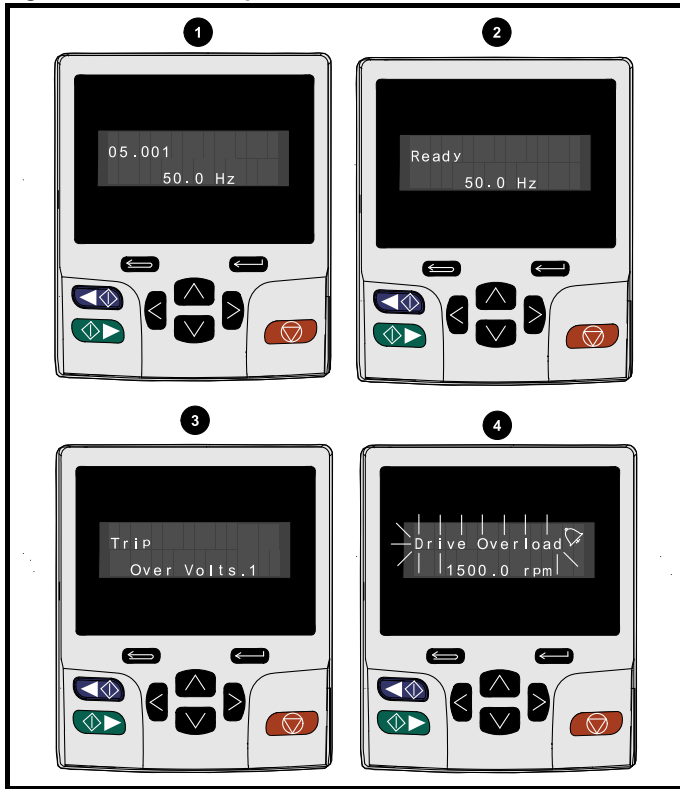 1
05.001
50.0 Hz
2
Ready
50.0 Hz
3
Trip
Over Volts.1
4
Drive Overload
1500.0 rpm